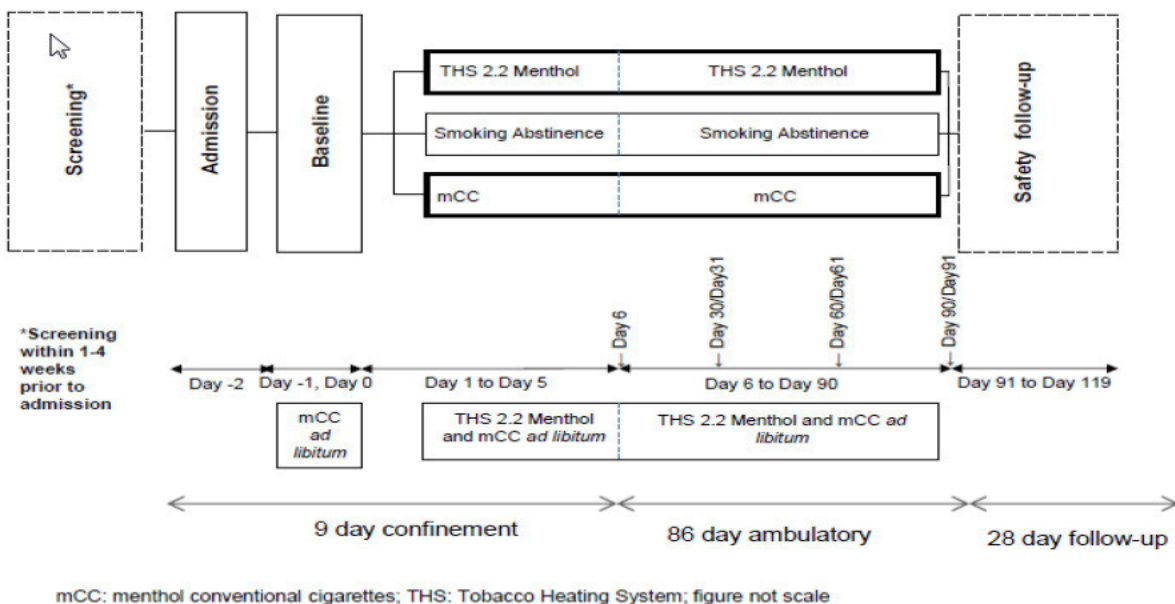 Screening*
Admission
Baseline
THS 2.2 Menthol
THS 2.2 Menthol
Smoking Abstinence
Smoking Abstinence
mCC
mCC
Safety follow-up
*Screening
within 1-4
weeks
prior to
admission
Day 6
Day 30/Day31
Day 60/Day61
Day 90/Day91
Day -2
Day -1, Day 0
Day 1 to Day 5
Day 6 to Day 90
Day 91 to Day 119
mCC
ad
libitum
THS 2.2 Menthol
and mCC ad libitum
THS 2.2 Menthol and mCC ad
libitum
9 day confinement
86 day ambulatory
28 day follow-up
mCC: menthol conventional cigarettes; THS: Tobacco Heating System; figure not scale